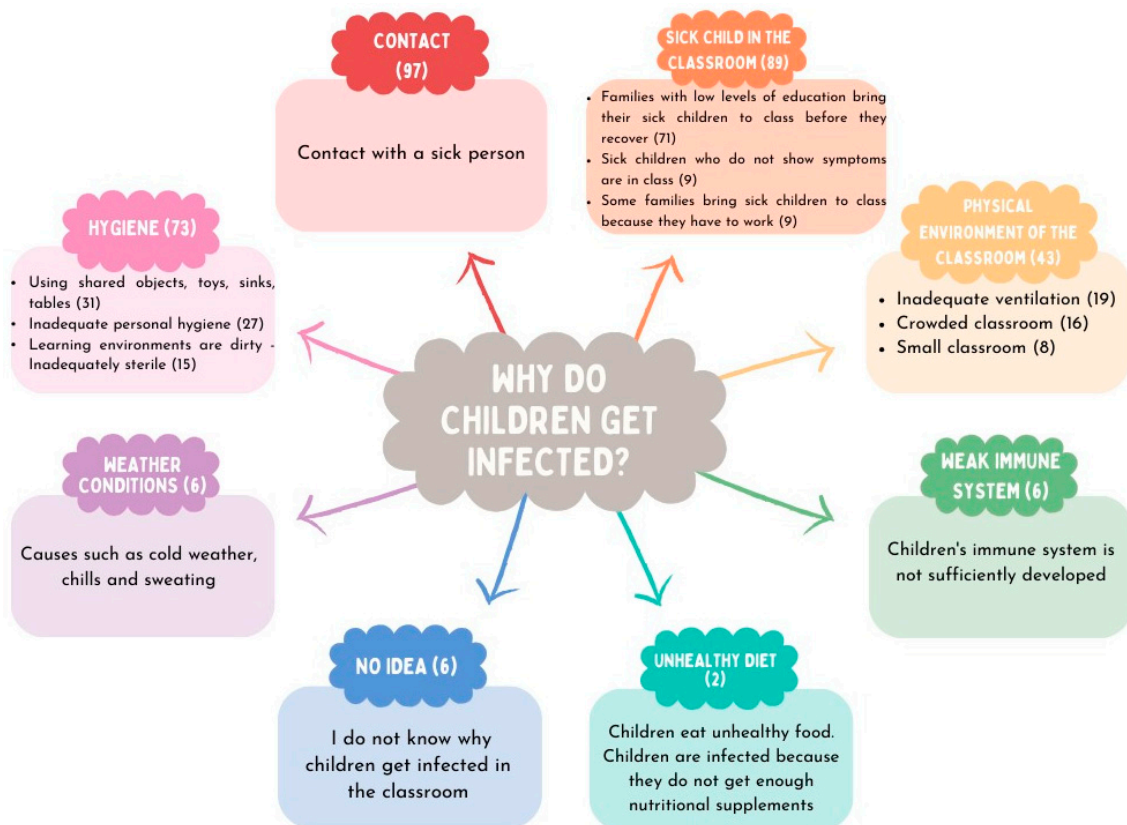 CONTACT
(97)
Contact with a sick person
SICK CHILD IN THE
CLASSROOM (89)
• Families with low levels of education bring
their sick children to class before they
recover (71)
• Sick children who do not show symptoms
are in class (9)
• Some families bring sick children to class
because they have to work (9)
HYGIENE (73)
• Using shared objects, toys, sinks,
tables (31)
• Inadequate personal hygiene (27)
• Learning environments are dirty -
Inadequately sterile (15)
PHYSICAL
ENVIRONMENT OF THE
CLASSROOM (43)
• Inadequate ventilation (19)
• Crowded classroom (16)
• Small classroom (8)
WHY DO
CHILDREN GET
INFECTED?
WEATHER
CONDITIONS (6)
Causes such as cold weather,
chills and sweating
WEAK IMMUNE
SYSTEM (6)
Children's immune system is
not sufficiently developed
NO IDEA (6)
I do not know why
children get infected in
the classroom
UNHEALTHY DIET
(2)
Children eat unhealthy food.
Children are infected because
they do not get enough
nutritional supplements